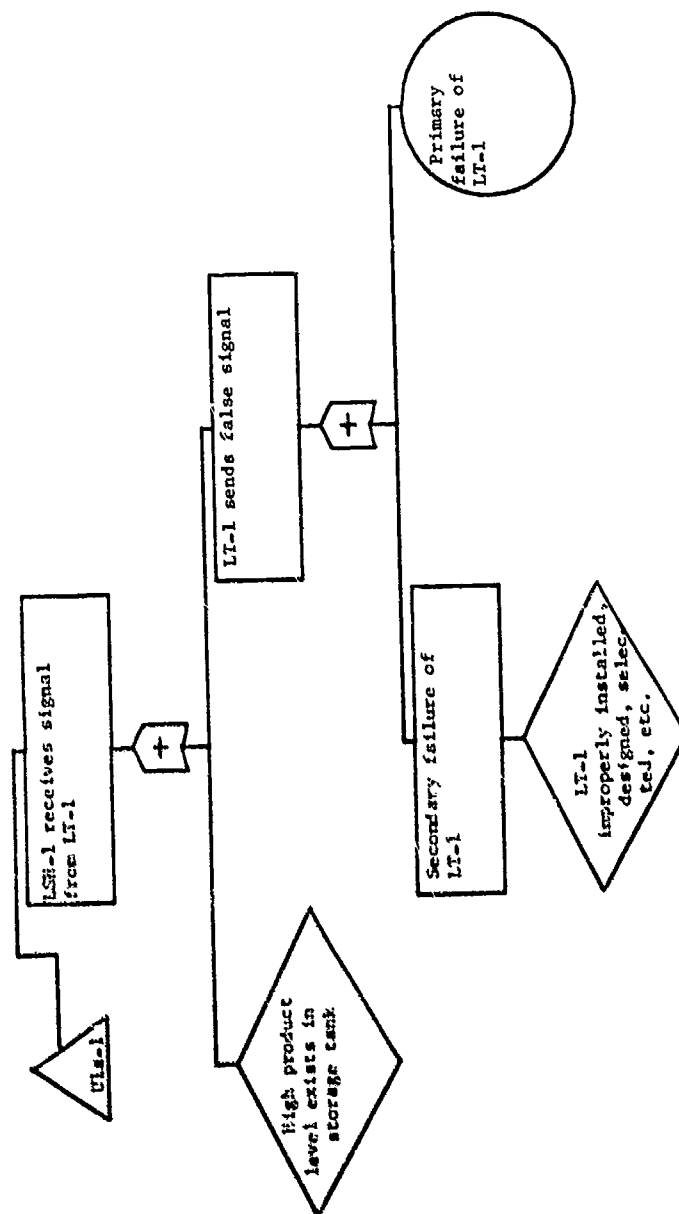 LSH-1 receives signal
from LT-1
+
High product
level exists in
storage tank
LT-1 sends false signal
+
Secondary failure of
LT-1
LT-1
improperly installed,
designed, selec
ted, etc.
Primary
failure of
LT-1